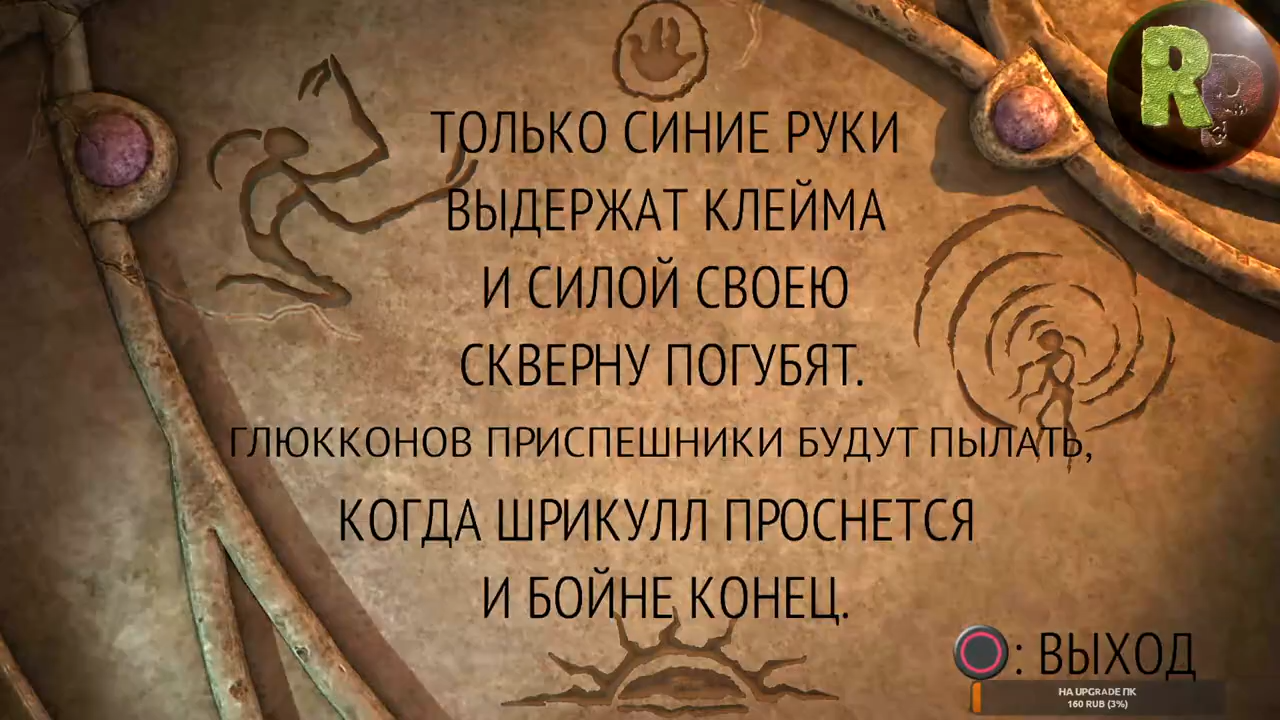 R
P
ТОЛЬКО СИНИЕ РУКИ
ВЫДЕРЖАТ КЛЕЙМА
И СИЛОЙ СВОЕЮ
СКВЕРНУ ПОГУБЯТ.
ГЛЮККОНОВ ПРИСПЕШНИКИ БУДУТ ПЫЛАТЬ,
КОГДА ШРИКУЛЛ ПРОСНЕТСЯ
И БОЙНЕ КОНЕЦ.
: ВЫХОД
НА UPGRADE ПК
160 RUB (3%)